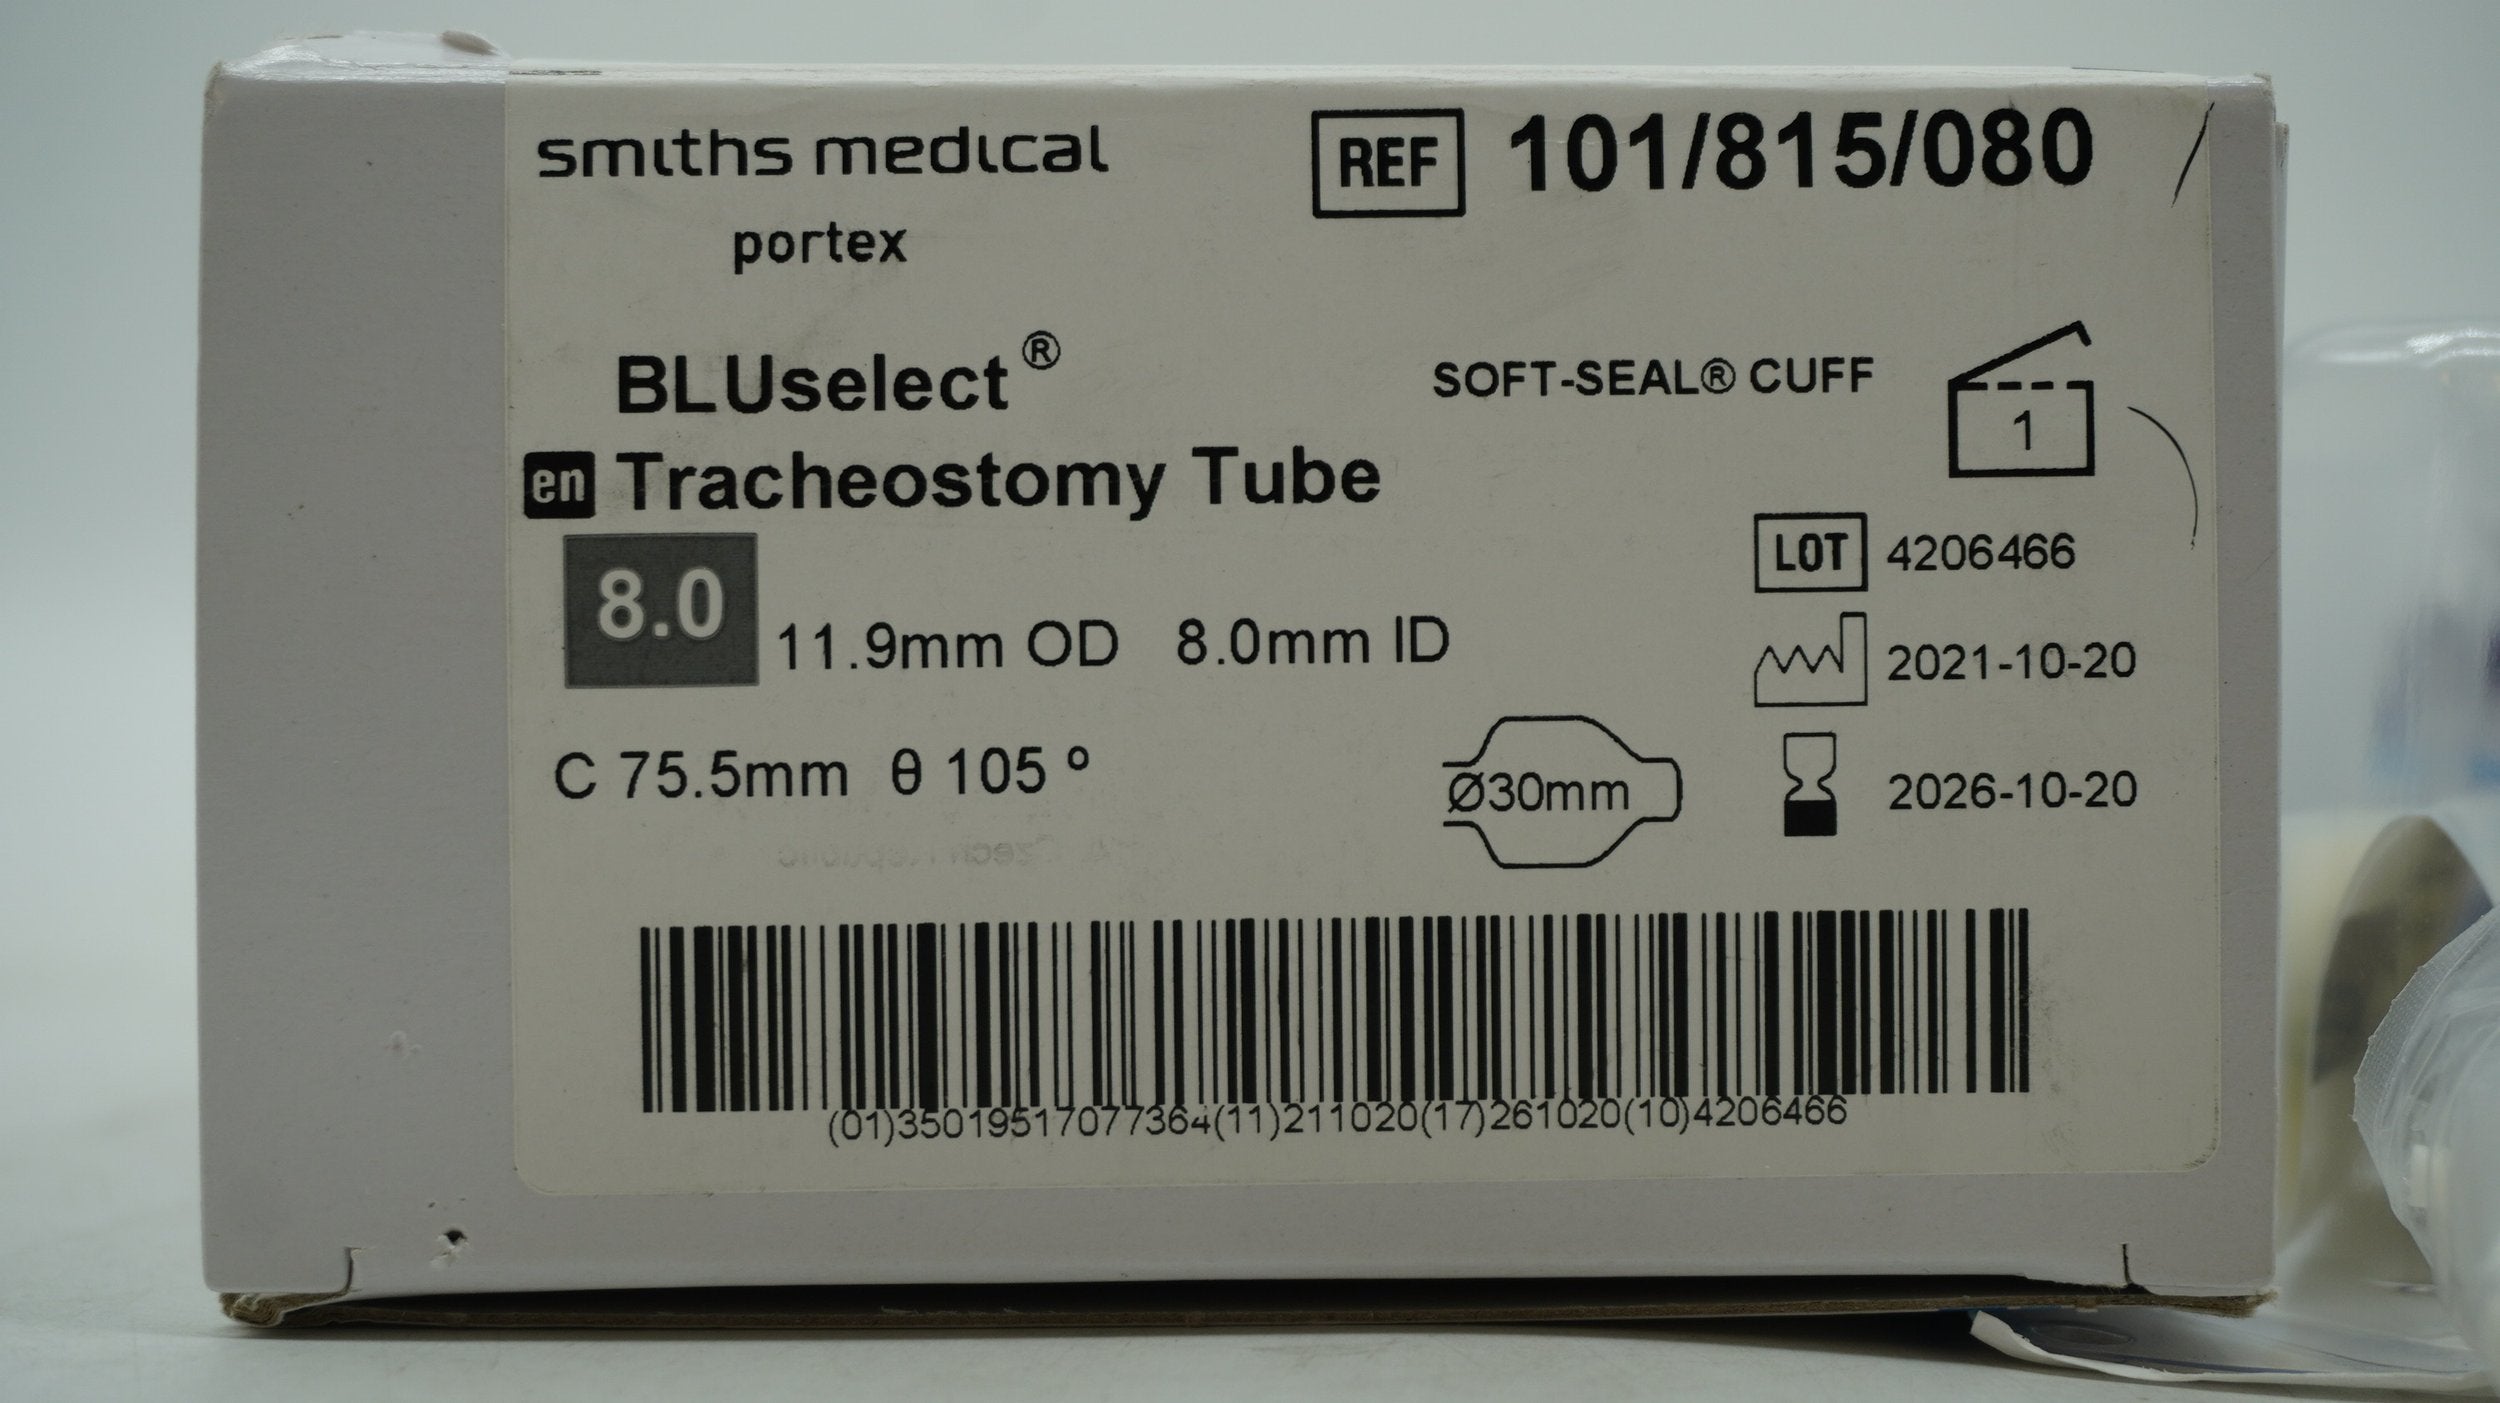 smiths medical
REF 101/815/080
portex
BLUselect®
SOFT-SEAL® CUFF
1
en Tracheostomy Tube
LOT 4206466
8.0 11.9mm OD 8.0mm ID
2021-10-20
C 75.5mm θ 105 º
Ø30mm
2026-10-20
(01)35019517077364(11)211020(17)261020(10)4206466